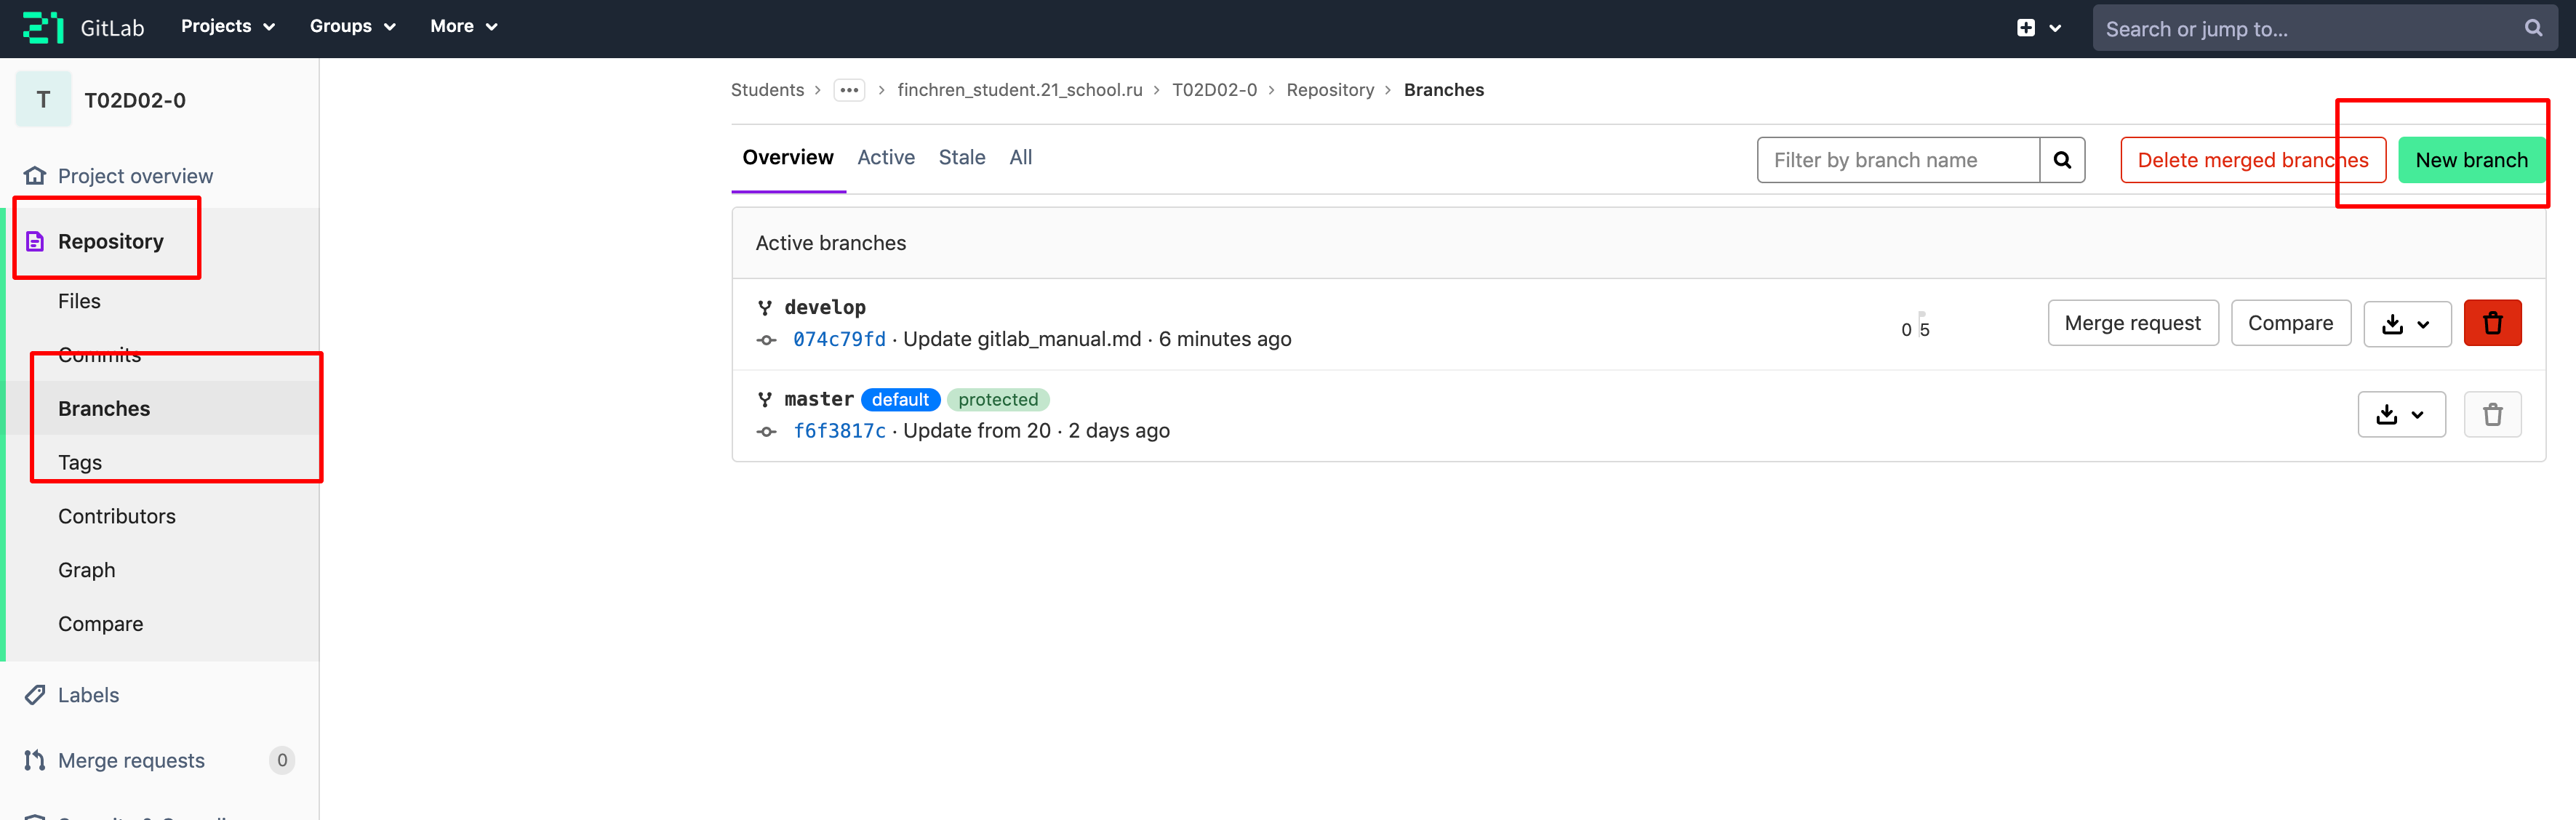 GitLab Projects Groups More Search or jump to...
T T02D02-0
Project overview
Repository
Files
Commits
Branches
Tags
Contributors
Graph
Compare
Labels
Merge requests 0
Students > ••• > finchren_student.21_school.ru > T02D02-0 > Repository > Branches
Overview Active Stale All Filter by branch name Delete merged branches New branch
Active branches
develop
074c79fd · Update gitlab_manual.md · 6 minutes ago
0 5 Merge request Compare
master default protected
f6f3817c · Update from 20 · 2 days ago